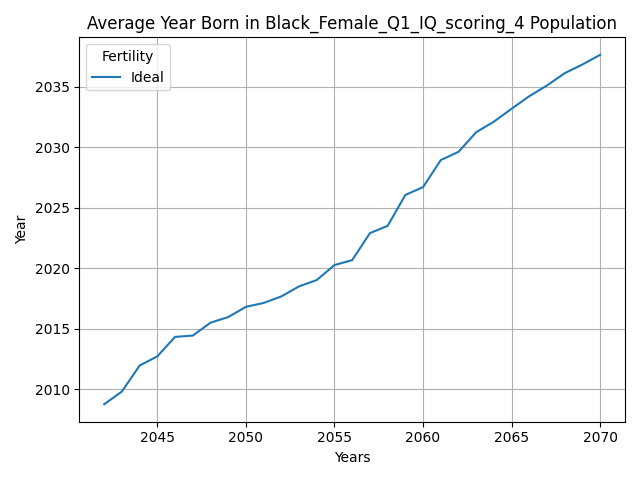 Average Year Born in Black_Female_Q1_IQ_scoring_4 Population
Fertility
Ideal
2035
2030
2025
2020
2015
2010
Year
2045 2050 2055 2060 2065 2070
Years